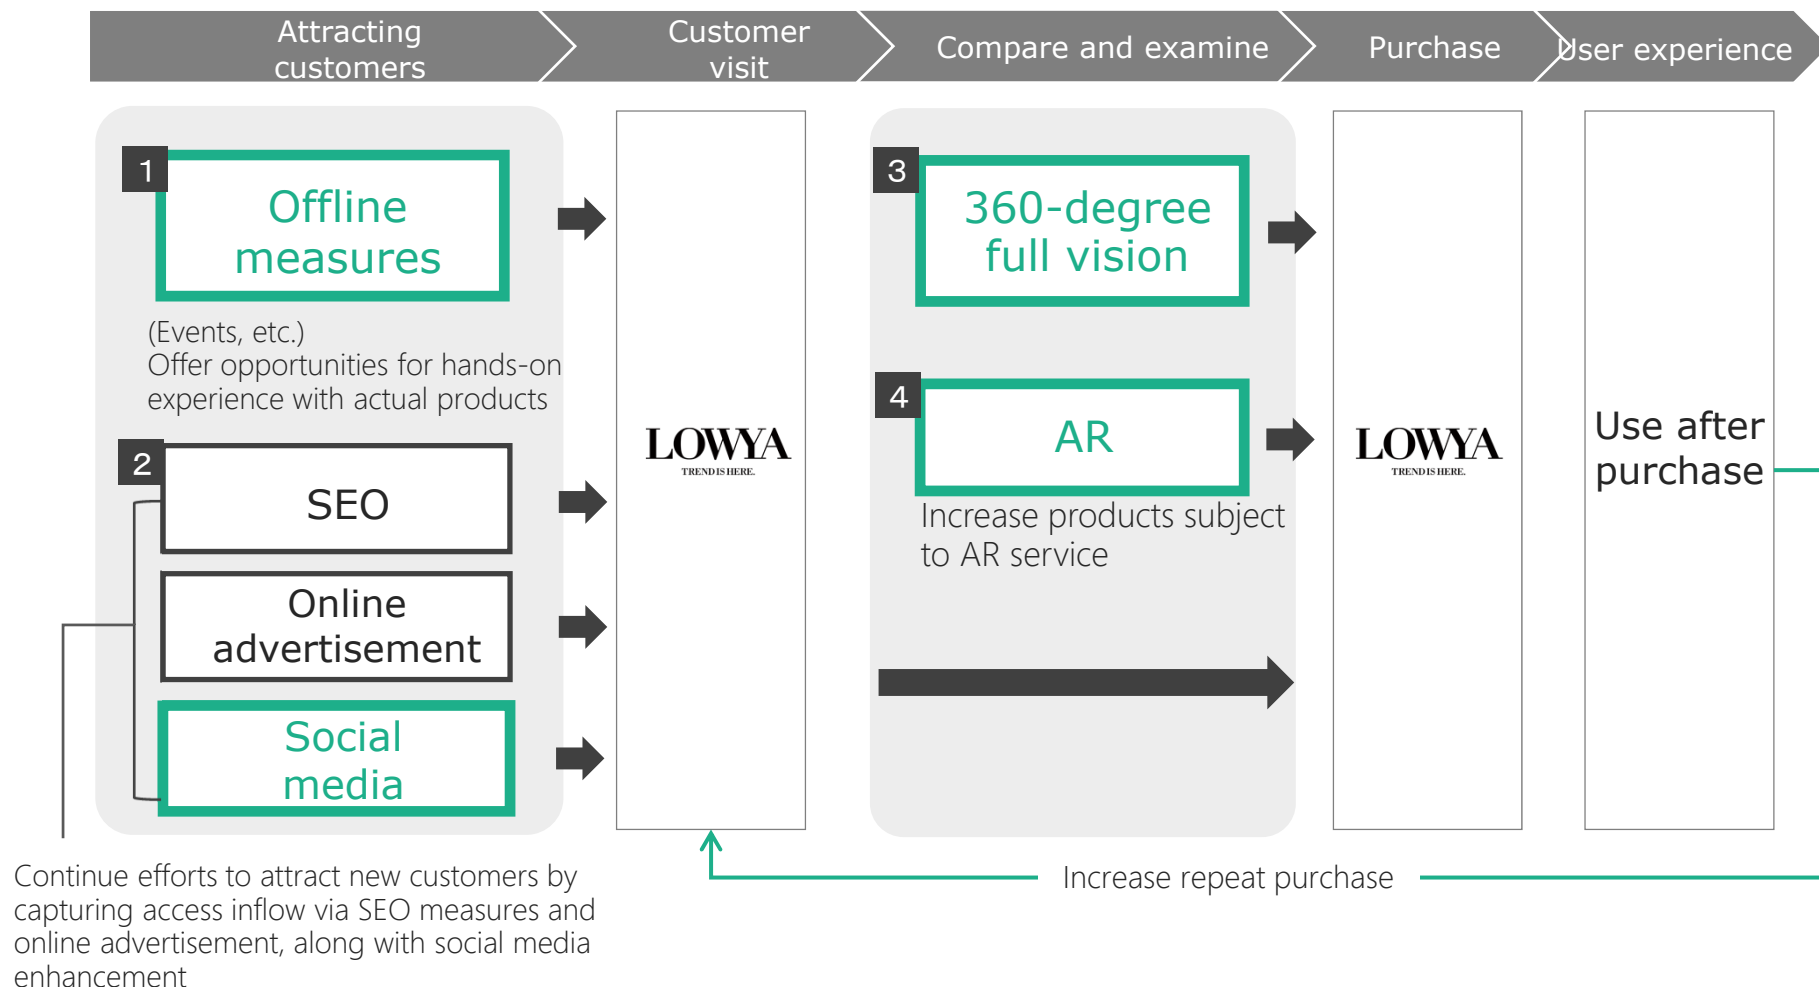 Attracting
customers
Customer
visit
Compare and examine
Purchase
User experience
1
Offline
measures
(Events, etc.)
Offer opportunities for hands-on
experience with actual products
2
SEO
Online
advertisement
Social
media
Continue efforts to attract new customers by
capturing access inflow via SEO measures and
online advertisement, along with social media
enhancement
LOWYA
TREND IS HERE.
3
360-degree
full vision
4
AR
Increase products subject
to AR service
LOWYA
TREND IS HERE.
Use after
purchase
Increase repeat purchase